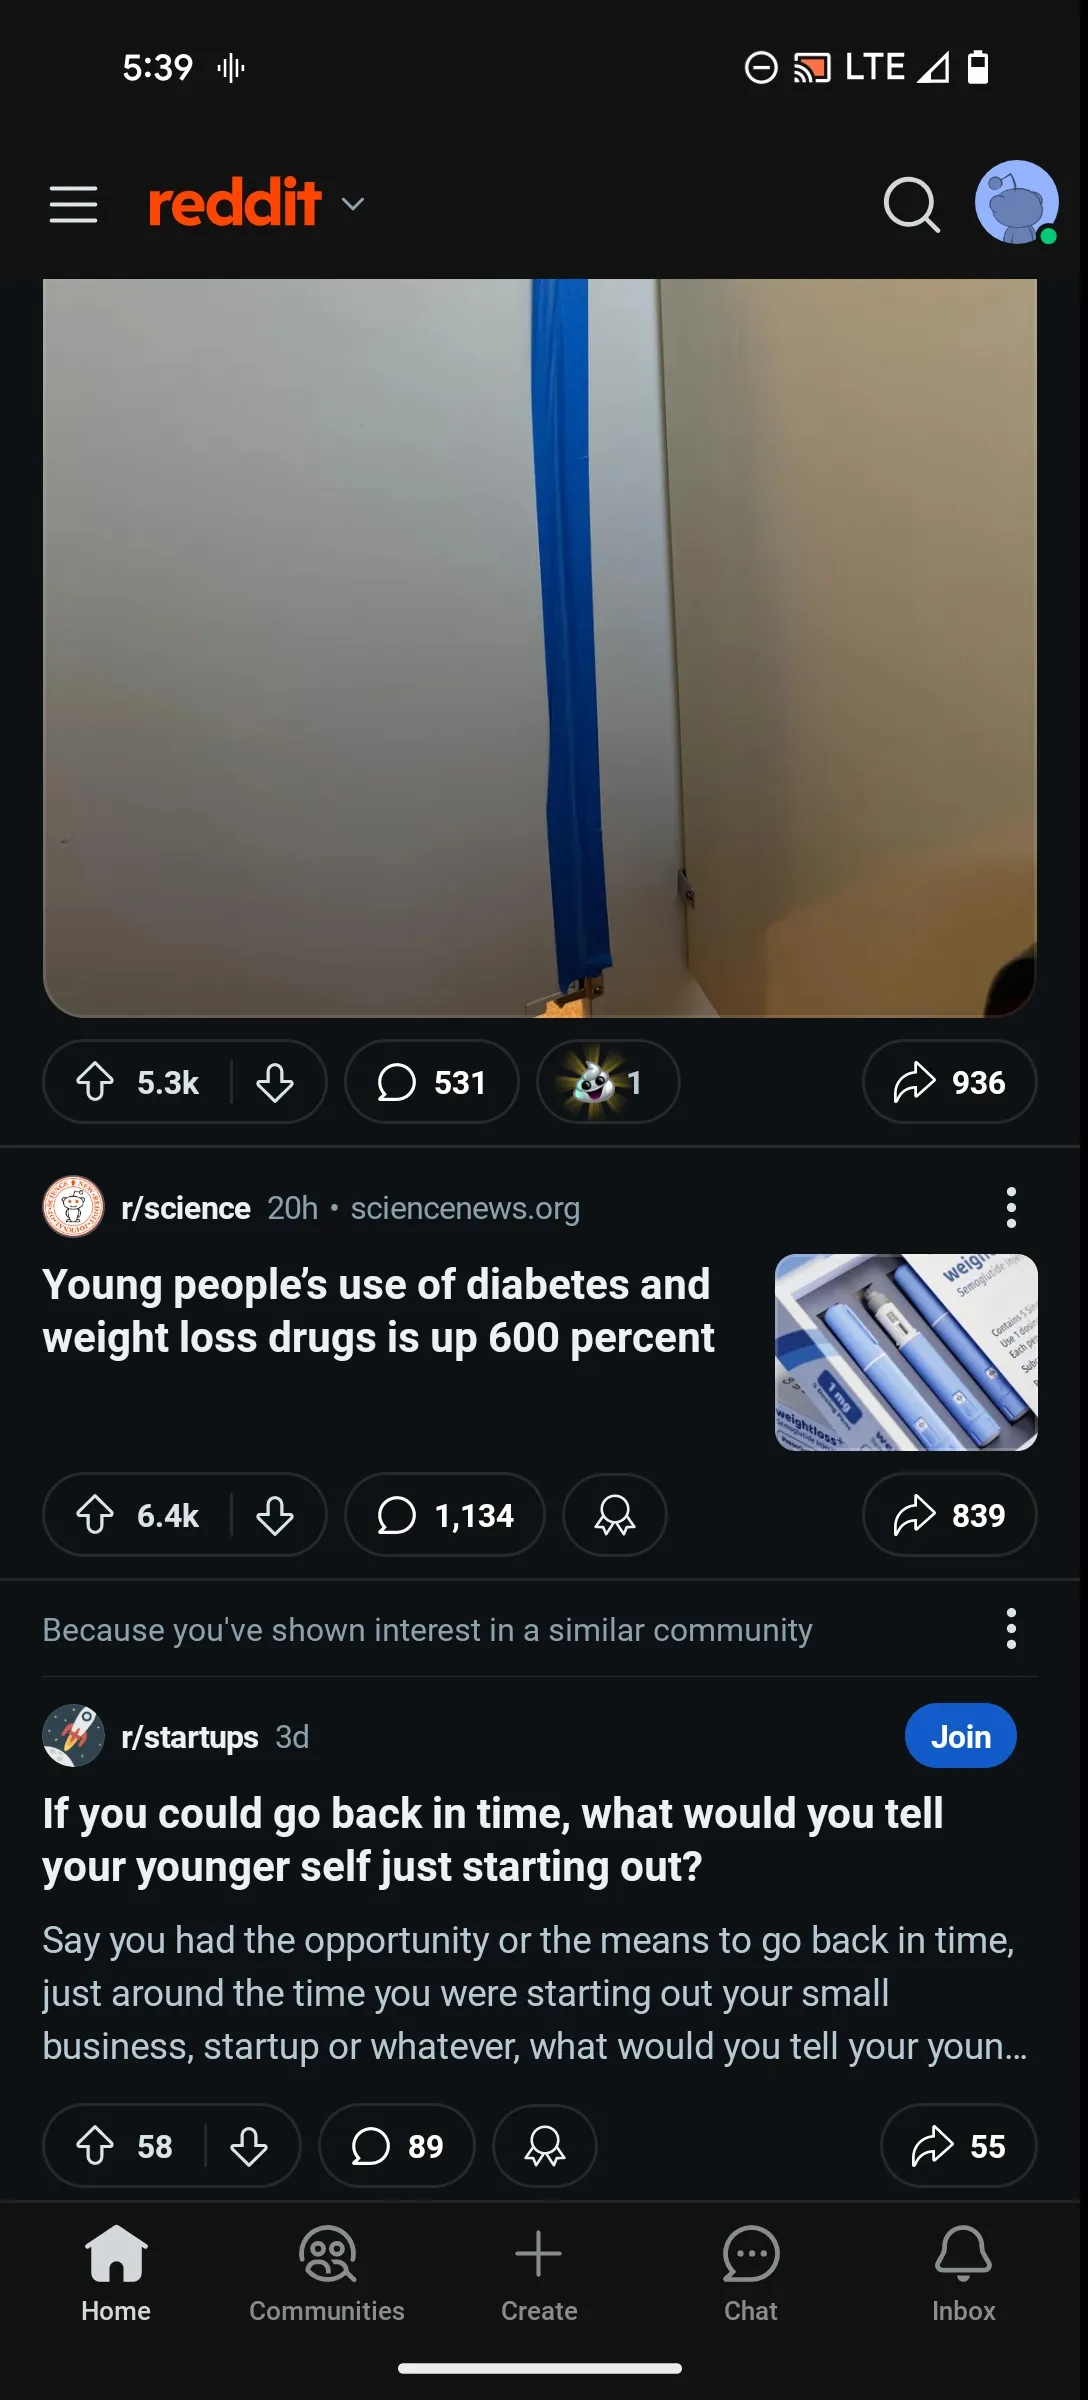 5:39 LTE
reddit
5.3k 531 1 936
r/science 20h • sciencenews.org
Young people’s use of diabetes and
weight loss drugs is up 600 percent
weigh
Semaglutide
Contains 5
Use 1
Each
1 mg
weightloss+
6.4k 1,134 839
Because you've shown interest in a similar community
r/startups 3d Join
If you could go back in time, what would you tell
your younger self just starting out?
Say you had the opportunity or the means to go back in time,
just around the time you were starting out your small
business, startup or whatever, what would you tell your youn...
58 89 55
Home Communities Create Chat Inbox